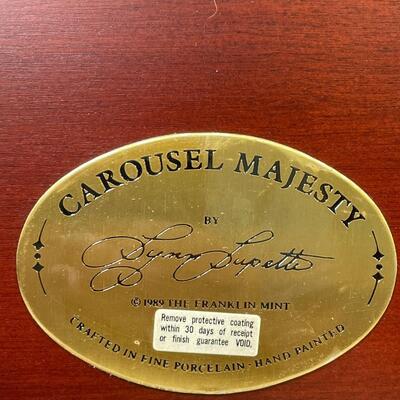 CAROUSEL MAJESTY
BY
Lynn Lupetti
© 1989 THE FRANKLIN MINT
Remove protective coating
within 30 days of receipt
or finish guarantee VOID.
CRAFTED IN FINE PORCELAIN · HAND PAINTED